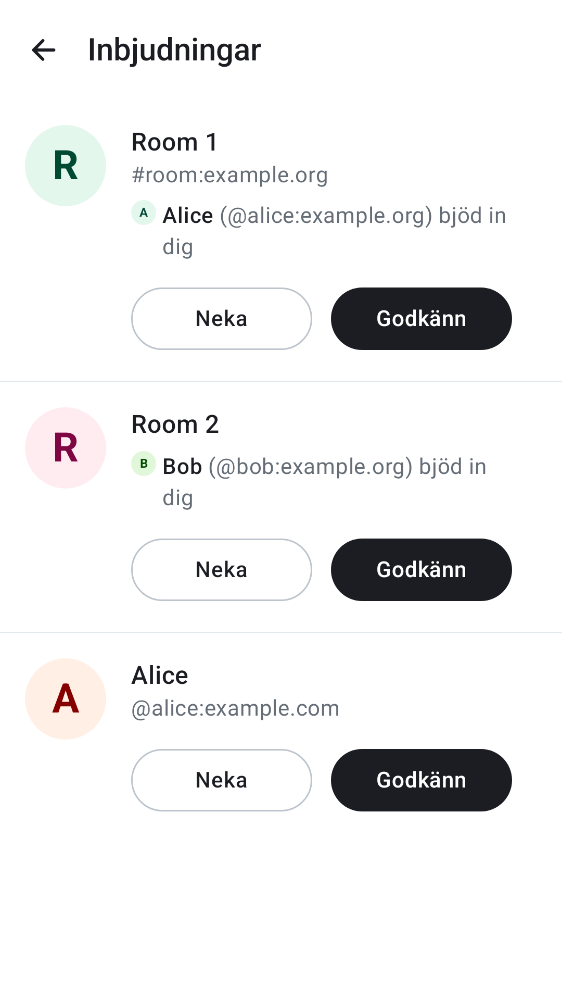 Inbjudningar
R
Room 1
#room:example.org
A Alice (@alice:example.org) bjöd in
dig
Neka
Godkänn
R
Room 2
B Bob (@bob:example.org) bjöd in
dig
Neka
Godkänn
A
Alice
@alice:example.com
Neka
Godkänn